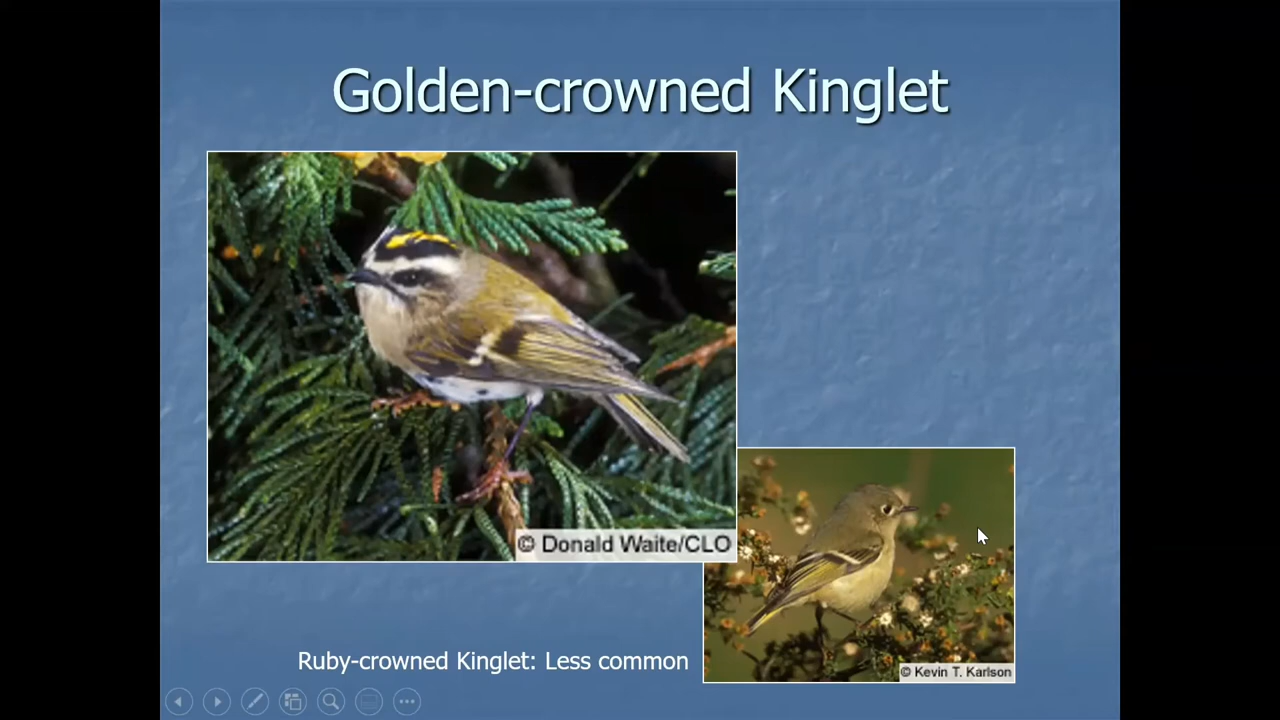 Golden-crowned Kinglet
© Donald Waite/CLO
© Kevin T. Karlson
Ruby-crowned Kinglet: Less common